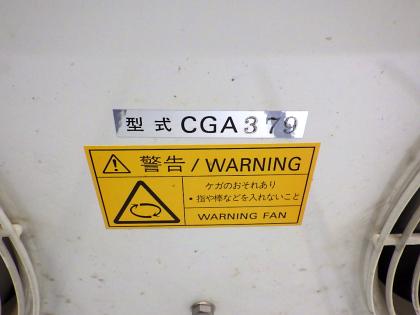 型式 CGA379
警告 / WARNING
ケガのおそれあり
・指や棒などを入れないこと
WARNING FAN